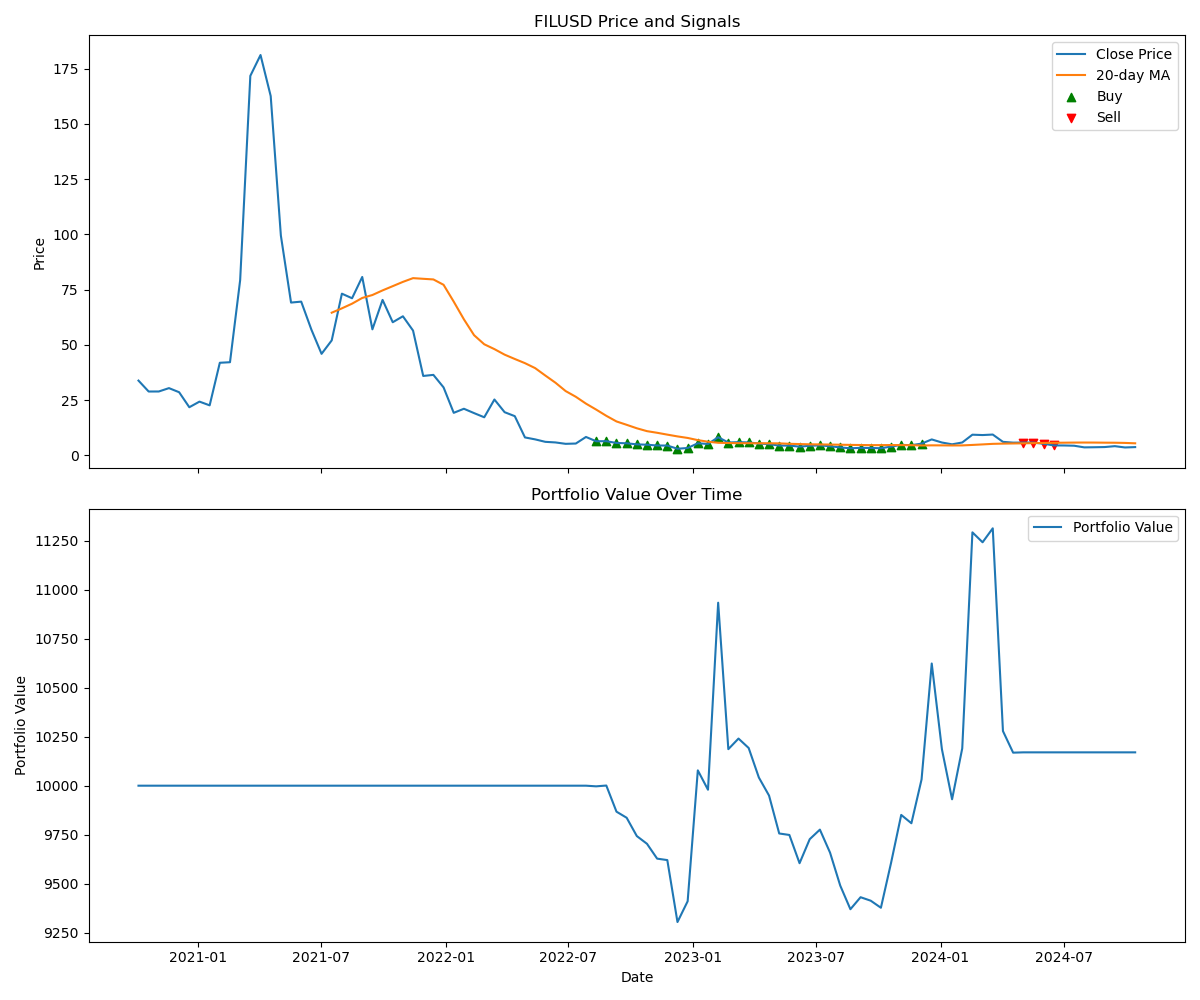 FILUSD Price and Signals
Close Price
20-day MA
Buy
Sell
Price
175
150
125
100
75
50
25
0
Portfolio Value Over Time
Portfolio Value
Portfolio Value
11250
11000
10750
10500
10250
10000
9750
9500
9250
2021-01 2021-07 2022-01 2022-07 2023-01 2023-07 2024-01 2024-07
Date